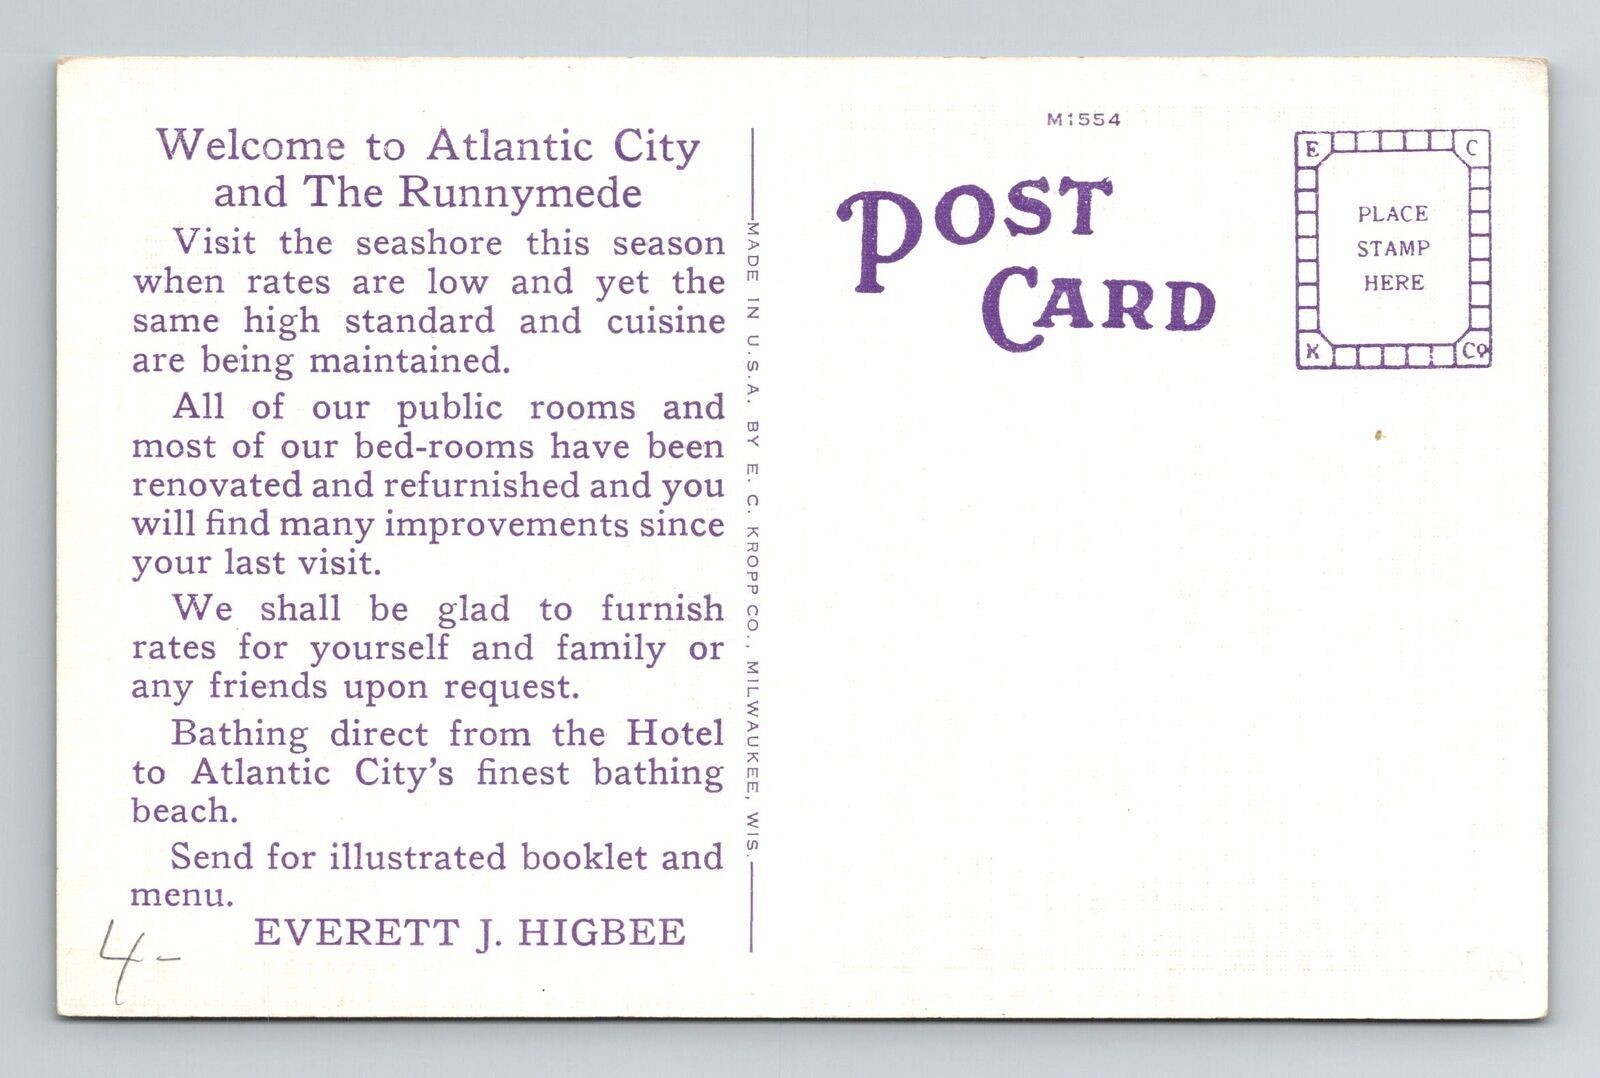 Welcome to Atlantic City
and The Runnymede
Visit the seashore this season
when rates are low and yet the
same high standard and cuisine
are being maintained.
All of our public rooms and
most of our bed-rooms have been
renovated and refurnished and you
will find many improvements since
your last visit.
We shall be glad to furnish
rates for yourself and family or
any friends upon request.
Bathing direct from the Hotel
to Atlantic City's finest bathing
beach.
Send for illustrated booklet and
menu.
EVERETT J. HIGBEE
4-
MADE IN U.S.A. BY E. C. KROPP CO., MILWAUKEE, WIS.
M1554
POST
CARD
E C
PLACE
STAMP
HERE
K Co